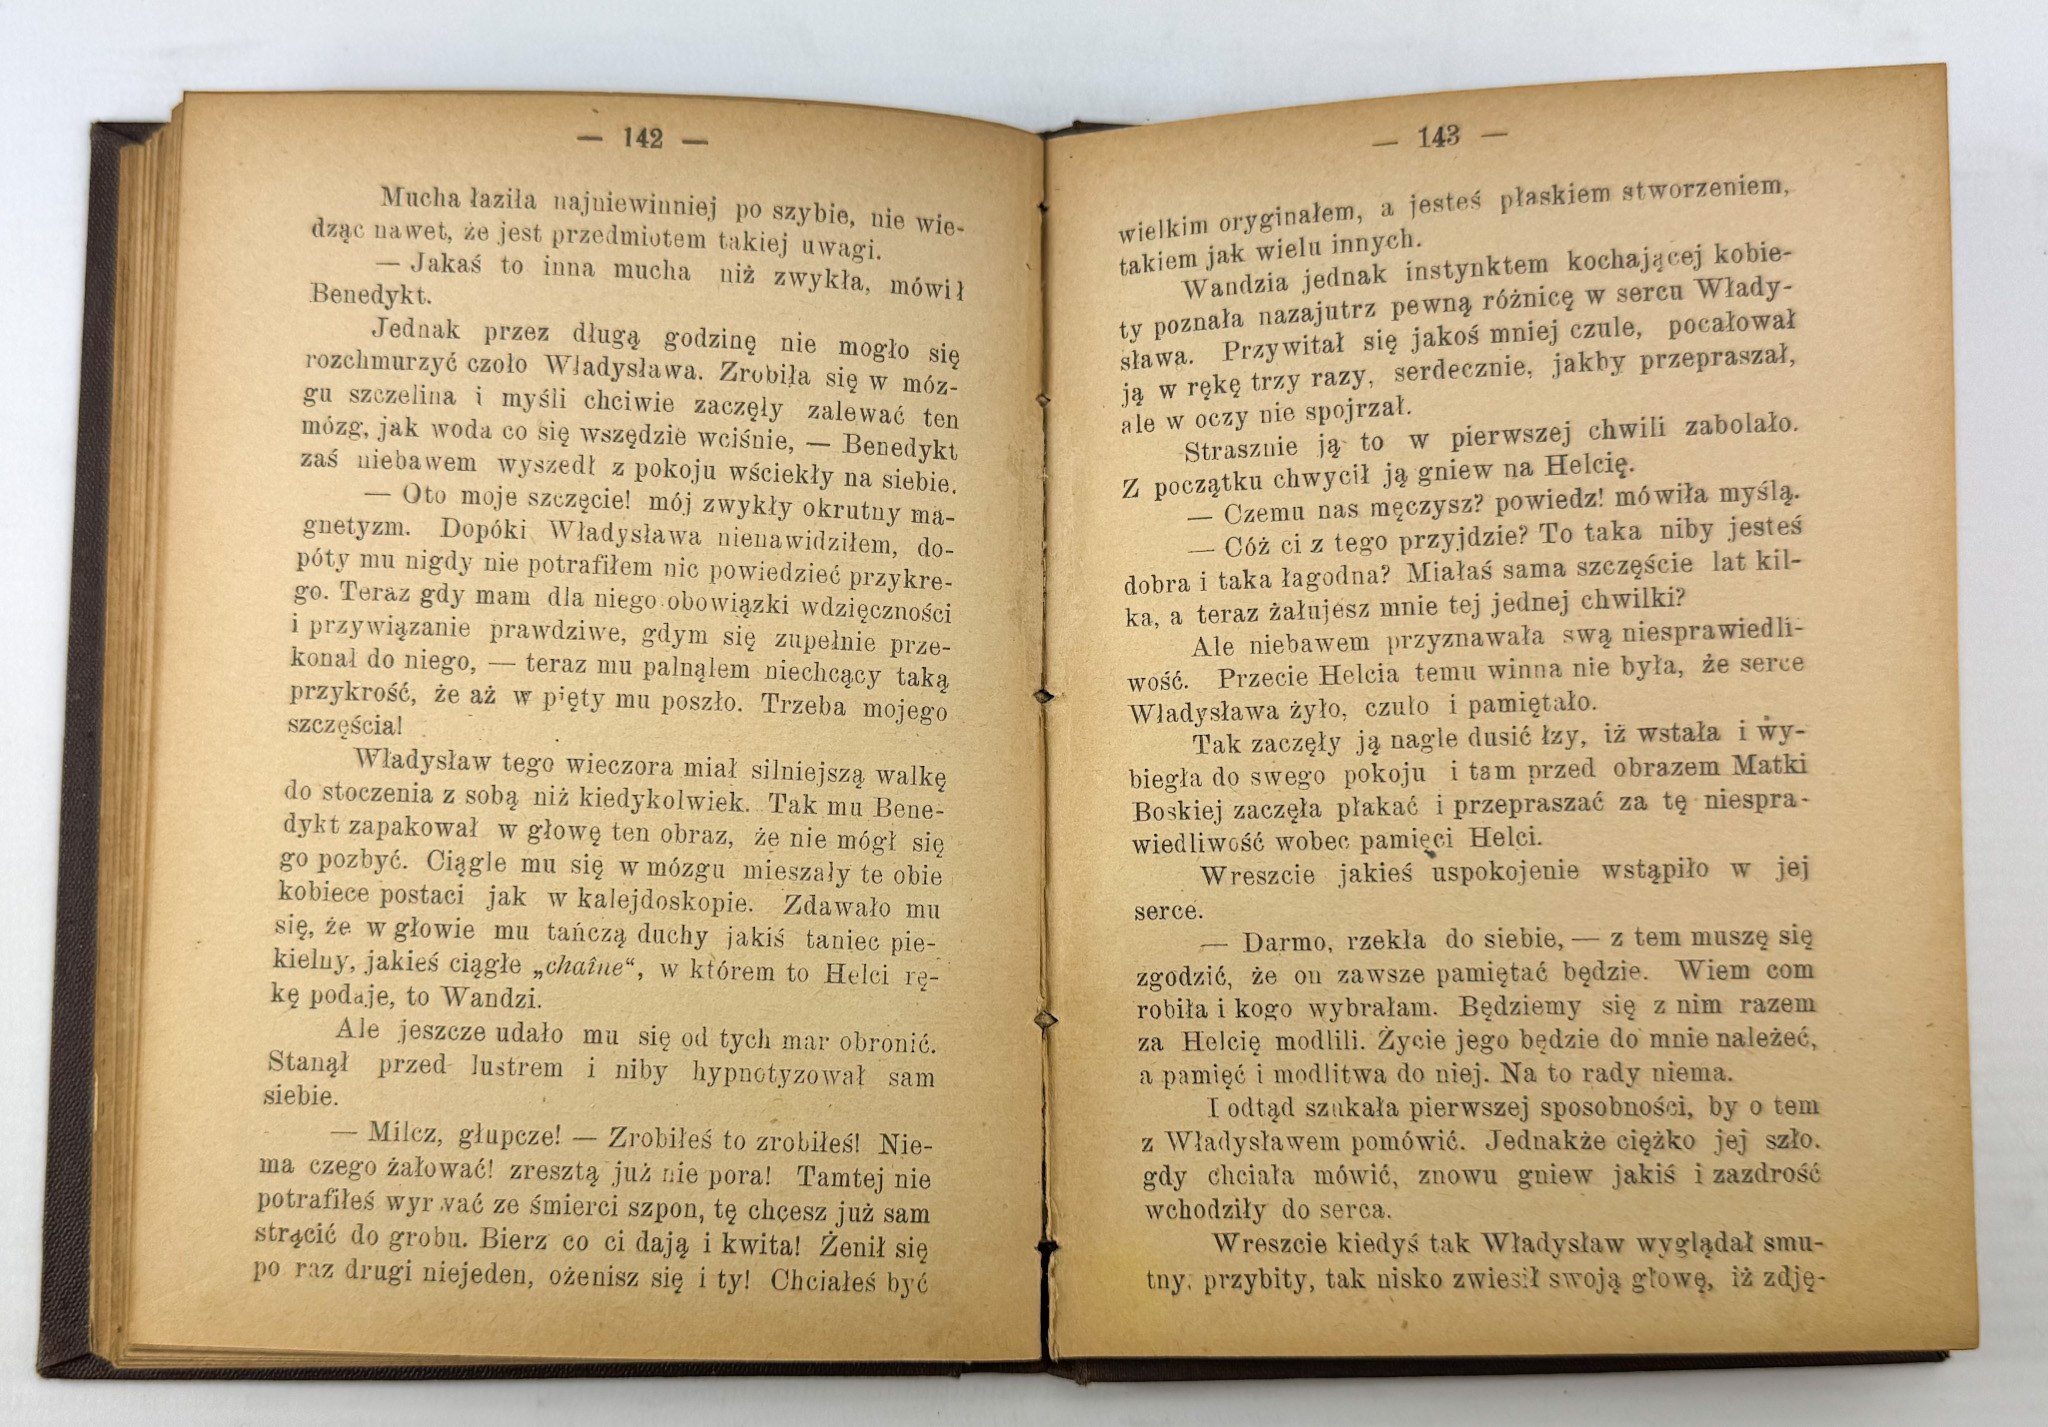 — 142 —
Mucha łaziła najniewinniej po szybie, nie wie-
dząc nawet, że jest przedmiotem takiej uwagi.
— Jakaś to inna mucha niż zwykła, mówił
Benedykt.
Jednak przez długą godzinę nie mogło się
rozchmurzyć czoło Władysława. Zrobiła się w móz-
gu szczelina i myśli chciwie zaczęły zalewać ten
mózg, jak woda co się wszędzie wciśnie, — Benedykt
zaś niebawem wyszedł z pokoju wściekły na siebie.
— Oto moje szczęcie! mój zwykły okrutny ma-
gnetyzm. Dopóki Władysława nienawidziłem, do-
póty mu nigdy nie potrafiłem nic powiedzieć przykre-
go. Teraz gdy mam dla niego obowiązki wdzięczności
i przywiązanie prawdziwe, gdym się zupełnie prze-
konał do niego, — teraz mu palnąłem niechcący taką
przykrość, że aż w pięty mu poszło. Trzeba mojego
szczęścia!
Władysław tego wieczora miał silniejszą walkę
do stoczenia z sobą niż kiedykolwiek. Tak mu Bene-
dykt zapakował w głowę ten obraz, że nie mógł się
go pozbyć. Ciągle mu się w mózgu mieszały te obie
kobiece postaci jak w kalejdoskopie. Zdawało mu
się, że w głowie mu tańczą duchy jakiś taniec pie-
kielny, jakieś ciągłe „chaîne“, w którem to Helci rę-
kę podaje, to Wandzi.
Ale jeszcze udało mu się od tych mar obronić.
Stanął przed lustrem i niby hypnotyzował sam
siebie.
— Milcz, głupcze! — Zrobiłeś to zrobiłeś! Nie-
ma czego żałować! zresztą już nie pora! Tamtej nie
potrafiłeś wyrwać ze śmierci szpon, tę chcesz już sam
strącić do grobu. Bierz co ci dają i kwita! Żenił się
po raz drugi niejeden, ożenisz się i ty! Chciałeś być
— 143 —
wielkim oryginałem, a jesteś płaskiem stworzeniem,
takiem jak wielu innych.
Wandzia jednak instynktem kochającej kobie-
ty poznała nazajutrz pewną różnicę w sercu Włady-
sława. Przywitał się jakoś mniej czule, pocałował
ją w rękę trzy razy, serdecznie, jakby przepraszał,
ale w oczy nie spojrzał.
Strasznie ją to w pierwszej chwili zabolało.
Z początku chwycił ją gniew na Helcię.
— Czemu nas męczysz? powiedz! mówiła myślą.
— Cóż ci z tego przyjdzie? To taka niby jesteś
dobra i taka łagodna? Miałaś sama szczęście lat kil-
ka, a teraz żałujesz mnie tej jednej chwilki?
Ale niebawem przyznawała swą niesprawiedli-
wość. Przecie Helcia temu winna nie była, że serce
Władysława żyło, czuło i pamiętało.
Tak zaczęły ją nagle dusić łzy, iż wstała i wy-
biegła do swego pokoju i tam przed obrazem Matki
Boskiej zaczęła płakać i przepraszać za tę niespra-
wiedliwość wobec pamięci Helci.
Wreszcie jakieś uspokojenie wstąpiło w jej
serce.
— Darmo, rzekła do siebie, — z tem muszę się
zgodzić, że on zawsze pamiętać będzie. Wiem com
robiła i kogo wybrałam. Będziemy się z nim razem
za Helcię modlili. Życie jego będzie do mnie należeć,
a pamięć i modlitwa do niej. Na to rady niema.
I odtąd szukała pierwszej sposobności, by o tem
z Władysławem pomówić. Jednakże ciężko jej szło.
gdy chciała mówić, znowu gniew jakiś i zazdrość
wchodziły do serca.
Wreszcie kiedyś tak Władysław wyglądał smu-
tny, przybity, tak nisko zwiesił swoją głowę, iż zdję-